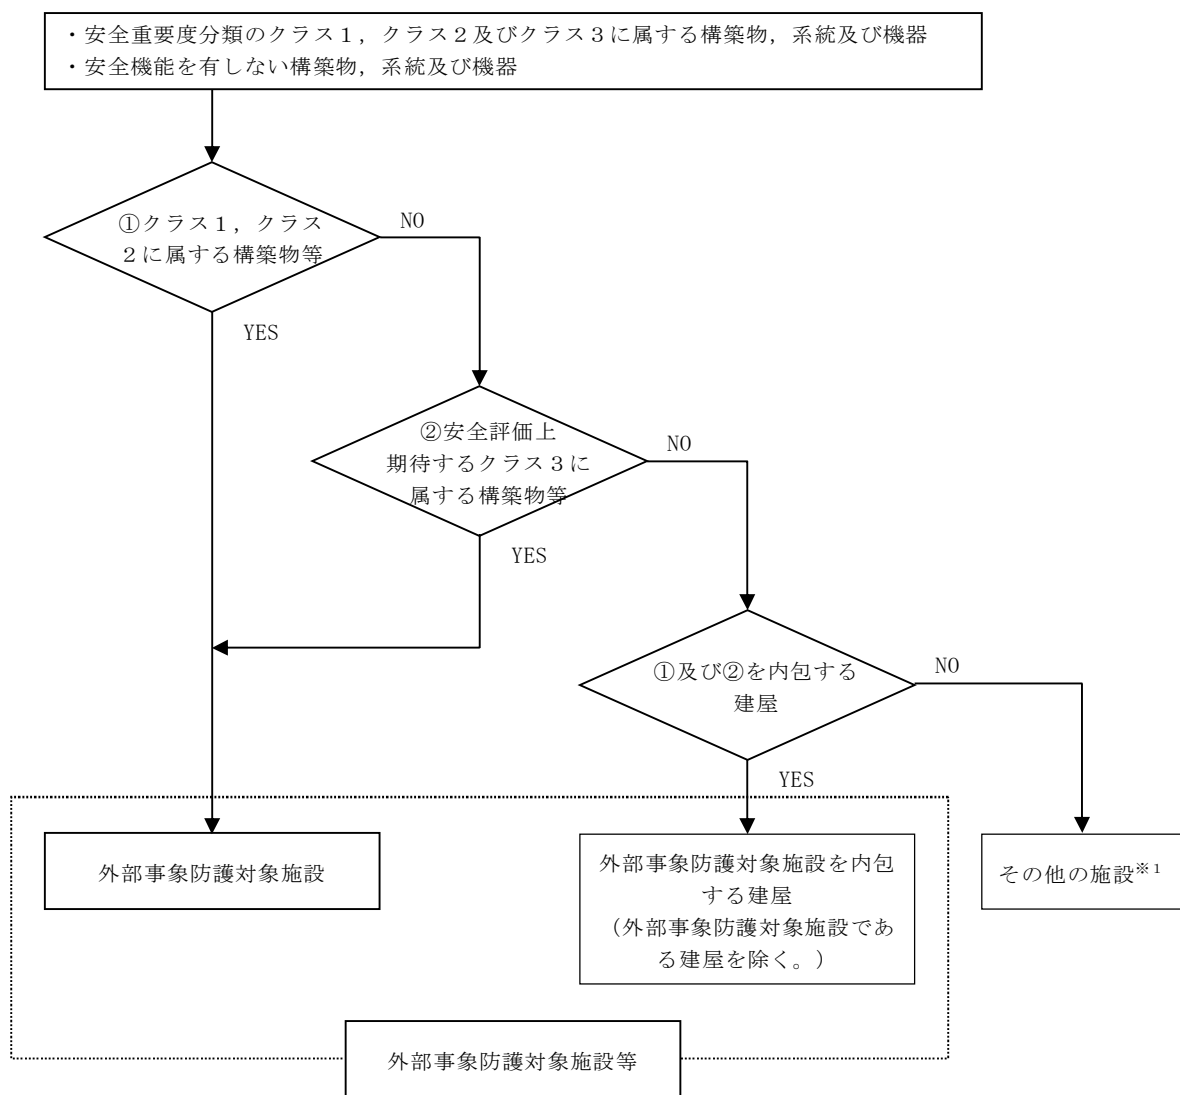 ・安全重要度分類のクラス１，クラス２及びクラス３に属する構築物，系統及び機器
・安全機能を有しない構築物，系統及び機器
①クラス１，クラス
２に属する構築物等
NO
YES
②安全評価上
期待するクラス３に
属する構築物等
NO
YES
①及び②を内包する
建屋
NO
YES
外部事象防護対象施設
外部事象防護対象施設を内包
する建屋
（外部事象防護対象施設であ
る建屋を除く。）
その他の施設※1
外部事象防護対象施設等